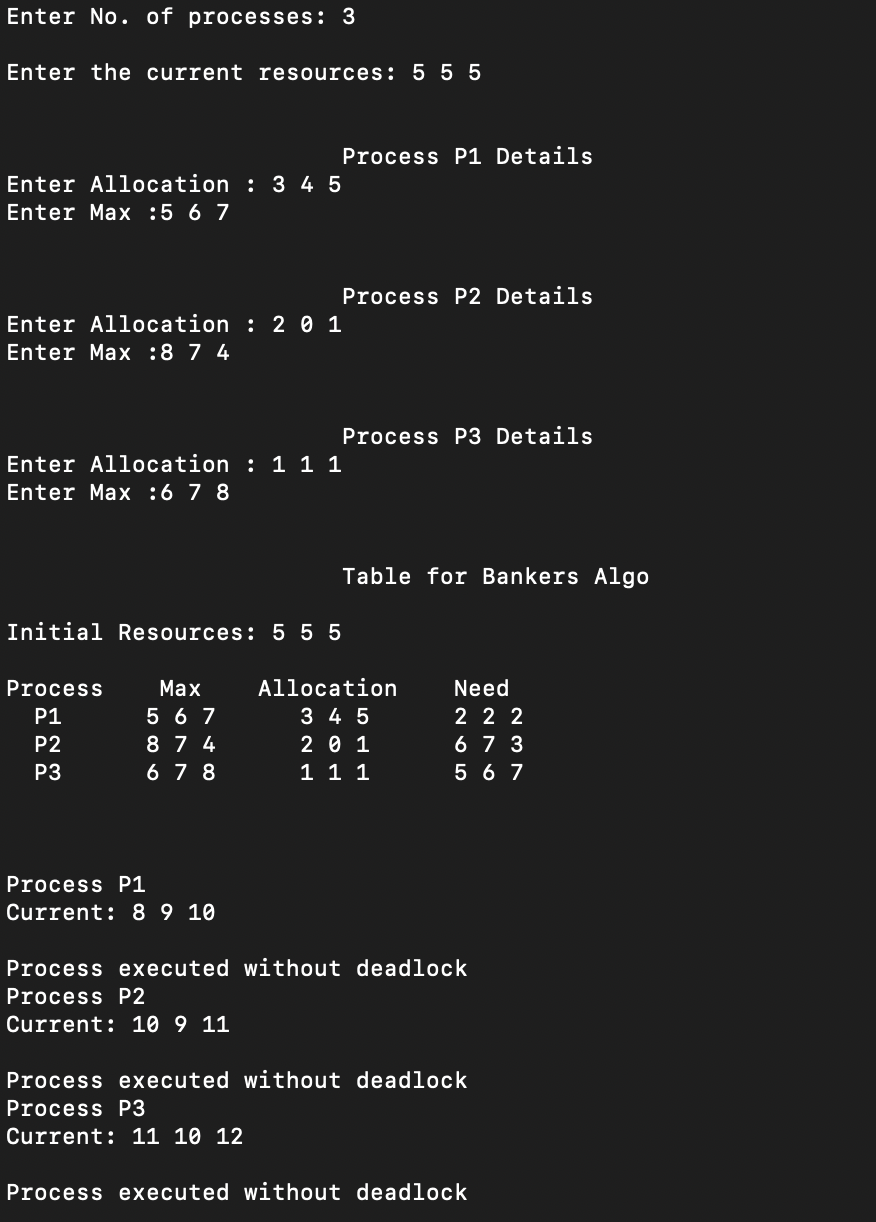 Enter No. of processes: 3
Enter the current resources: 5 5 5
Process P1 Details
Enter Allocation : 3 4 5
Enter Max :5 6 7
Process P2 Details
Enter Allocation : 2 0 1
Enter Max :8 7 4
Process P3 Details
Enter Allocation : 1 1 1
Enter Max :6 7 8
Table for Bankers Algo
Initial Resources: 5 5 5
Process    Max    Allocation    Need
P1      5 6 7      3 4 5      2 2 2
P2      8 7 4      2 0 1      6 7 3
P3      6 7 8      1 1 1      5 6 7
Process P1
Current: 8 9 10
Process executed without deadlock
Process P2
Current: 10 9 11
Process executed without deadlock
Process P3
Current: 11 10 12
Process executed without deadlock